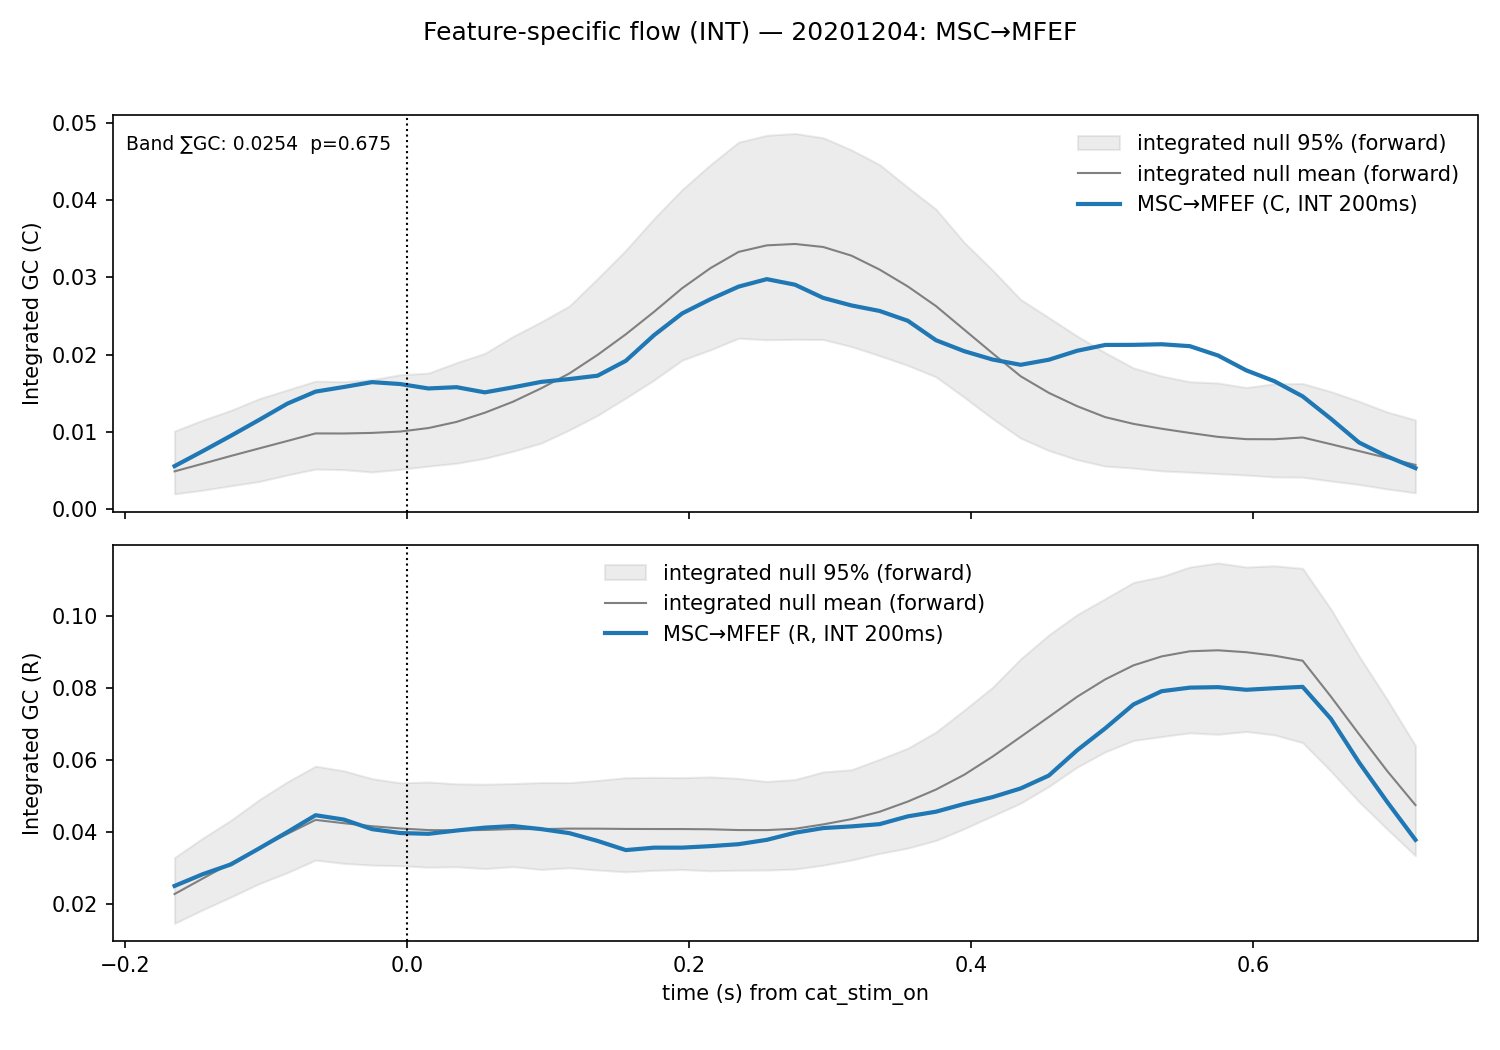 Feature-specific flow (INT) — 20201204: MSC→MFEF
Band ∑GC: 0.0254  p=0.675
integrated null 95% (forward)
integrated null mean (forward)
MSC→MFEF (C, INT 200ms)
Integrated GC (C)
0.05
0.04
0.03
0.02
0.01
0.00
integrated null 95% (forward)
integrated null mean (forward)
MSC→MFEF (R, INT 200ms)
Integrated GC (R)
0.10
0.08
0.06
0.04
0.02
−0.2 0.0 0.2 0.4 0.6
time (s) from cat_stim_on